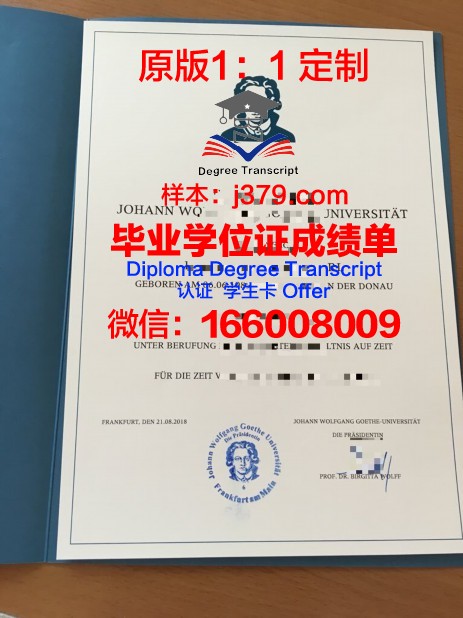 原版1：1 定制
Degree Transcript
样本：j379.com
JOHANN UNIVERSITÄT
毕业学位证成绩单
Diploma Degree Transcript
GEBOREN AM N DER DONAU
认证 学生卡 Offer
微信：166008009
UNTER BERUFUNG LTNIS AUF ZEIT
FÜR DIE ZEIT
FRANKFURT, DEN 21.08.2018
JOHANN WOLFGANG GOETHE-UNIVERSITÄT
DIE PRÄSIDENTIN
Johann Wolfgang Goethe Universität
Die Präsidentin
Frankfurt am Main
PROF. DR. BIRGITTA WOLFF